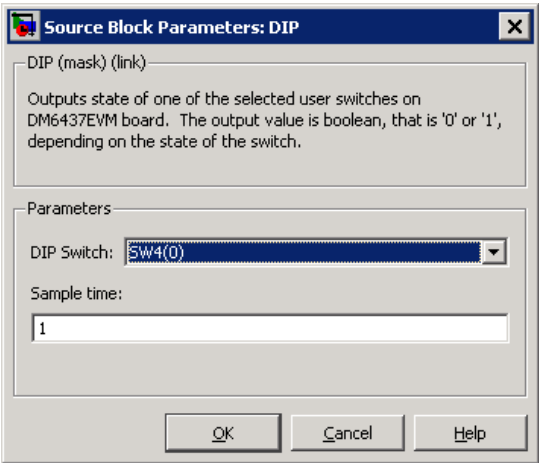 Source Block Parameters: DIP
DIP (mask) (link)
Outputs state of one of the selected user switches on
DM6437EVM board.  The output value is boolean, that is '0' or '1',
depending on the state of the switch.
Parameters
DIP Switch: SW4(0)
Sample time:
1
OK Cancel Help